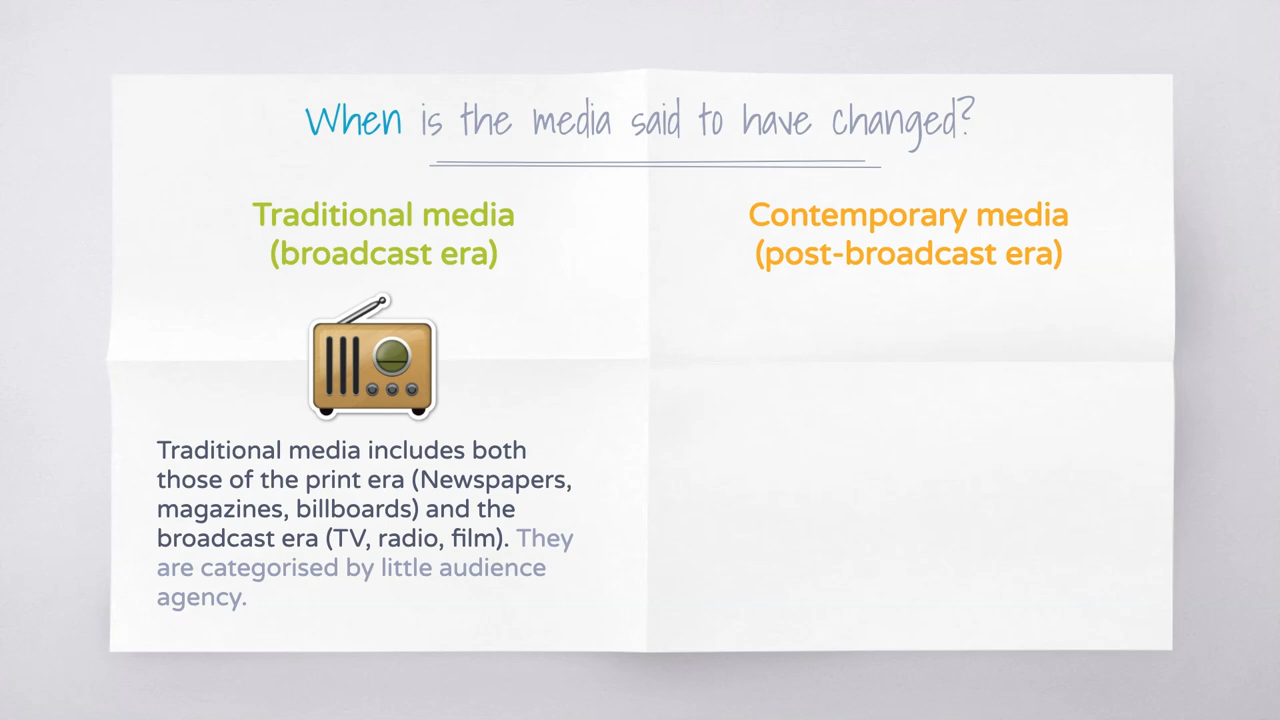 When is the media said to have changed?
Traditional media
(broadcast era)
Traditional media includes both
those of the print era (Newspapers,
magazines, billboards) and the
broadcast era (TV, radio, film). They
are categorised by little audience
agency.
Contemporary media
(post-broadcast era)